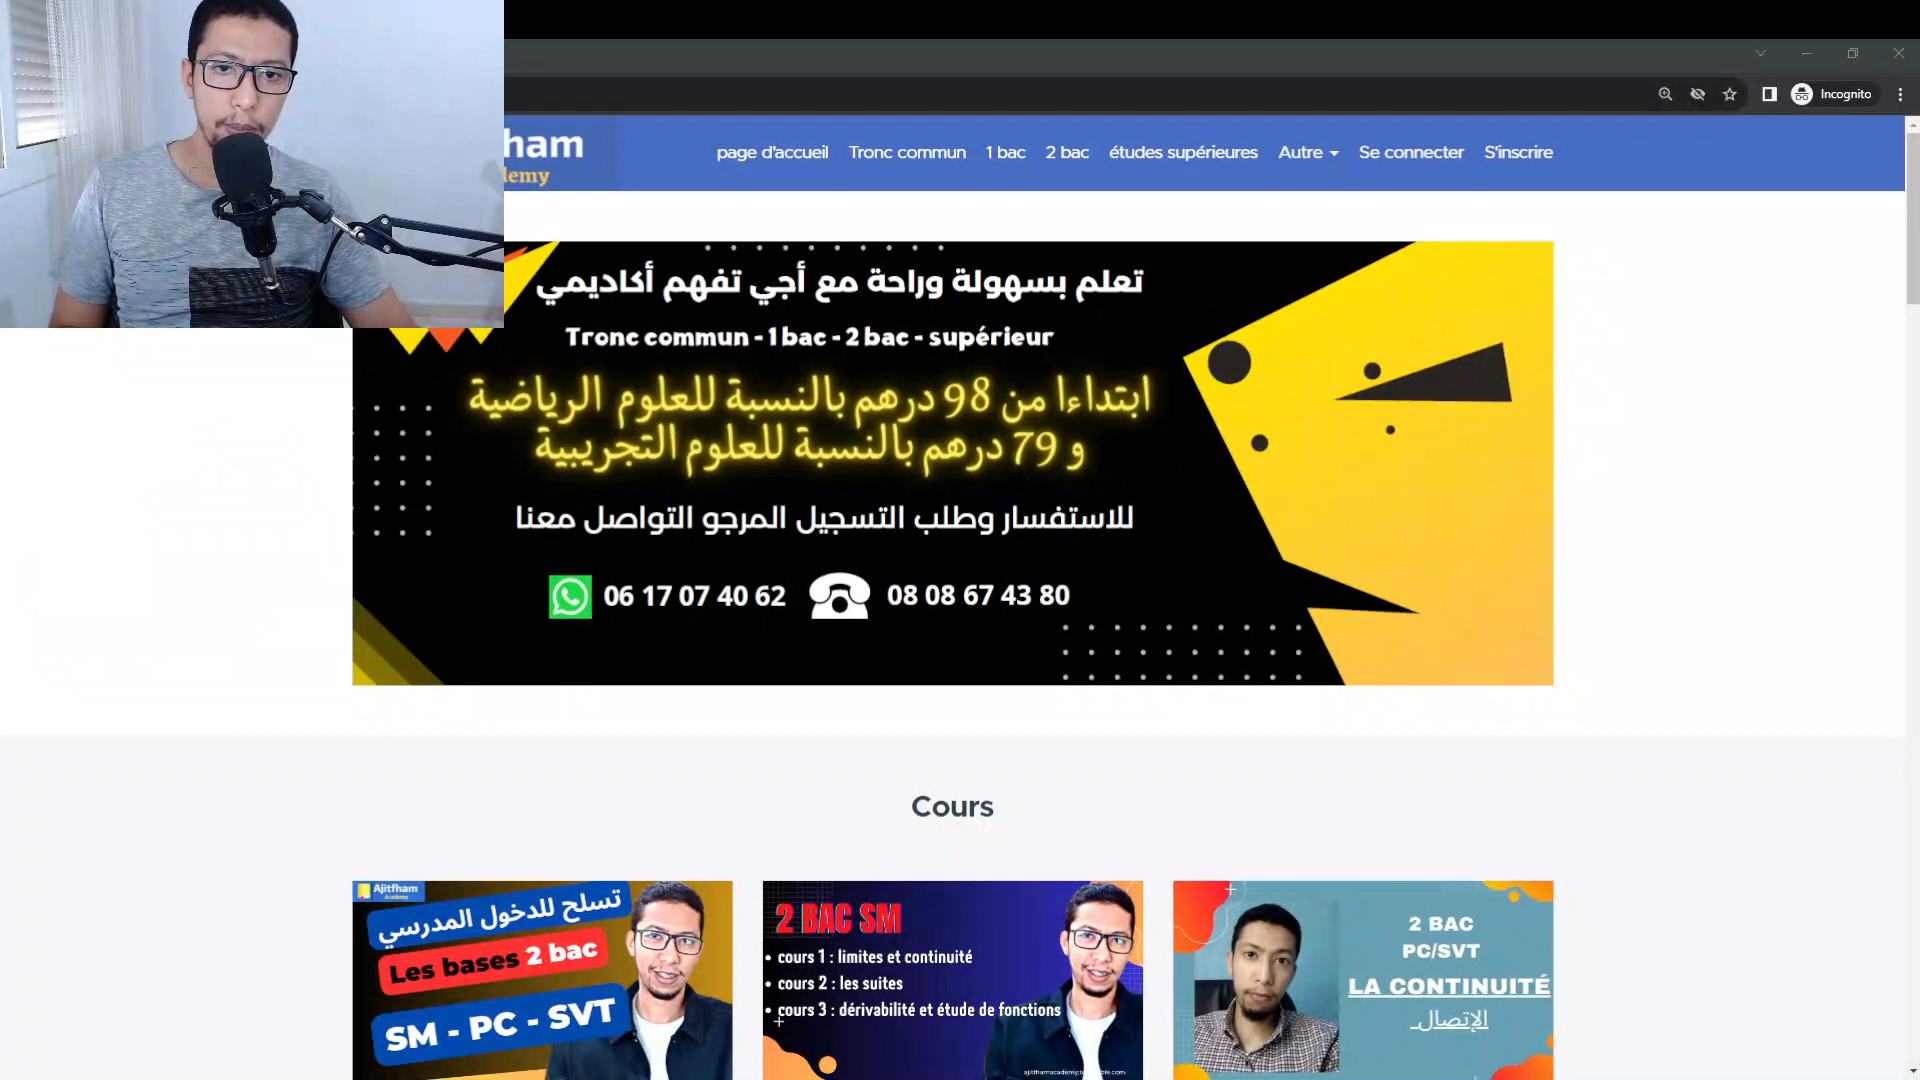 Incognito
ham
demy
page d'accueil Tronc commun 1 bac 2 bac études supérieures Autre Se connecter S'inscrire
تعلم بسهولة وراحة مع أجي تفهم أكاديمي
Tronc commun - 1 bac - 2 bac - supérieur
ابتداءا من 98 درهم بالنسبة للعلوم الرياضية
و 79 درهم بالنسبة للعلوم التجريبية
للاستفسار وطلب التسجيل المرجو التواصل معنا
06 17 07 40 62 08 08 67 43 80
Cours
Ajitfham
Academy
تسلح للدخول المدرسي
Les bases 2 bac
SM - PC - SVT
2 BAC SM
• cours 1 : limites et continuité
• cours 2 : les suites
• cours 3 : dérivabilité et étude de fonctions
2 BAC
PC/SVT
LA CONTINUITÉ
الإتصال